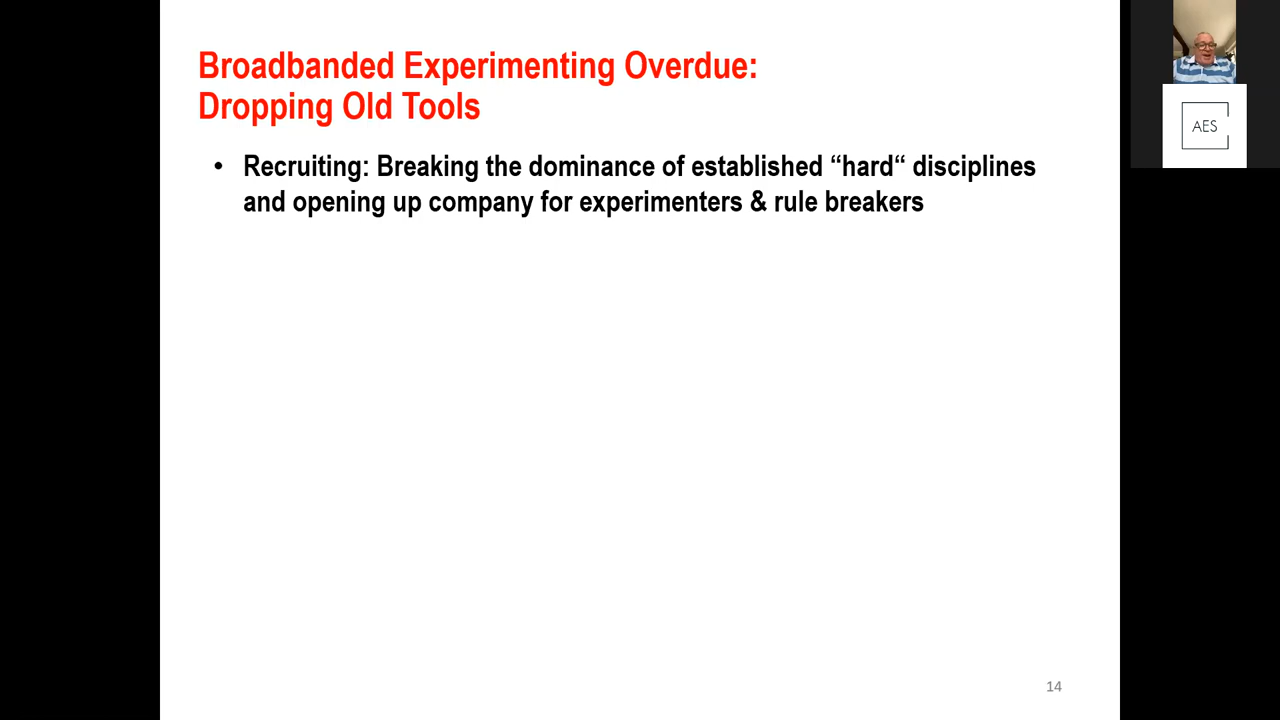 Broadbanded Experimenting Overdue:
Dropping Old Tools
• Recruiting: Breaking the dominance of established “hard“ disciplines
and opening up company for experimenters & rule breakers
AES
14